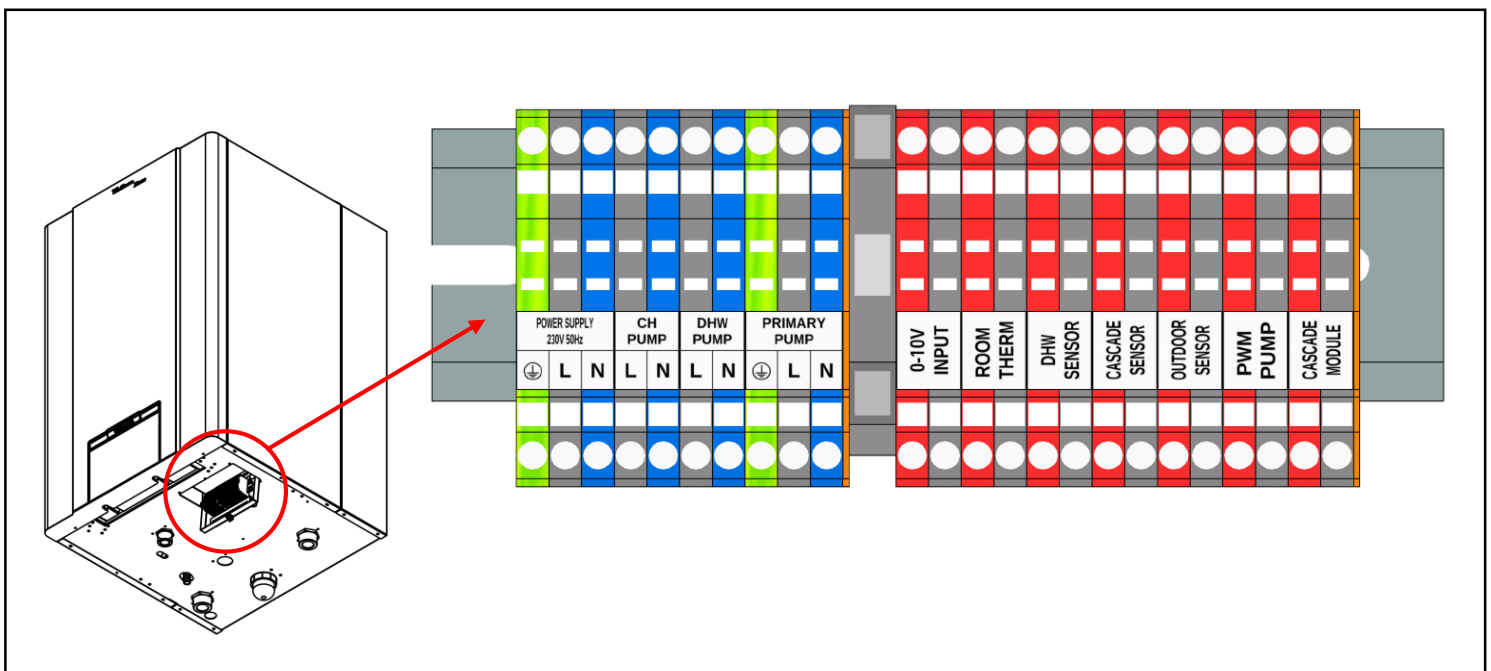 POWER SUPPLY
230V 50Hz
CH
PUMP
DHW
PUMP
PRIMARY
PUMP
L N L N L N L N
0-10V
INPUT
ROOM
THERM
DHW
SENSOR
CASCADE
SENSOR
OUTDOOR
SENSOR
PWM
PUMP
CASCADE
MODULE